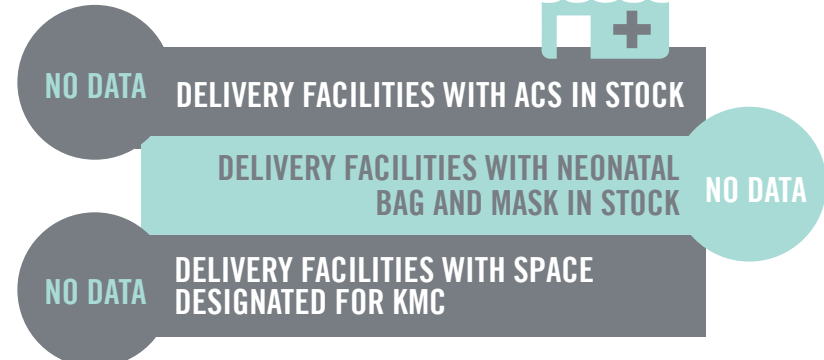 NO DATA
DELIVERY FACILITIES WITH ACS IN STOCK
DELIVERY FACILITIES WITH NEONATAL
BAG AND MASK IN STOCK
NO DATA
NO DATA
DELIVERY FACILITIES WITH SPACE
DESIGNATED FOR KMC